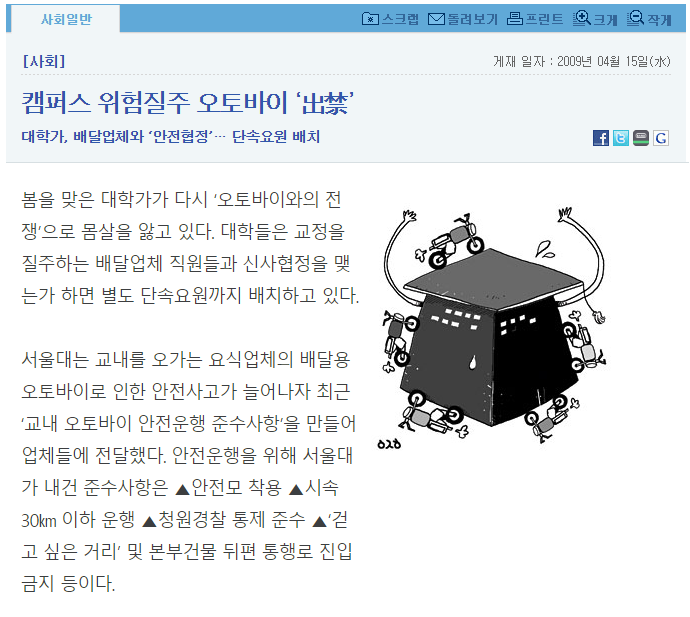 사회일반
스크랩 돌려보기 프린트 크게 작게
[사회]
게재 일자 : 2009년 04월 15일(水)
캠퍼스 위험질주 오토바이 ‘出禁’
대학가, 배달업체와 ‘안전협정’… 단속요원 배치
봄을 맞은 대학가가 다시 ‘오토바이와의 전
쟁’으로 몸살을 앓고 있다. 대학들은 교정을
질주하는 배달업체 직원들과 신사협정을 맺
는가 하면 별도 단속요원까지 배치하고 있다.
서울대는 교내를 오가는 요식업체의 배달용
오토바이로 인한 안전사고가 늘어나자 최근
‘교내 오토바이 안전운행 준수사항’을 만들어
업체들에 전달했다. 안전운행을 위해 서울대
가 내건 준수사항은 ▲안전모 착용 ▲시속
30㎞ 이하 운행 ▲청원경찰 통제 준수 ▲‘걷
고 싶은 거리’ 및 본부건물 뒤편 통행로 진입
금지 등이다.